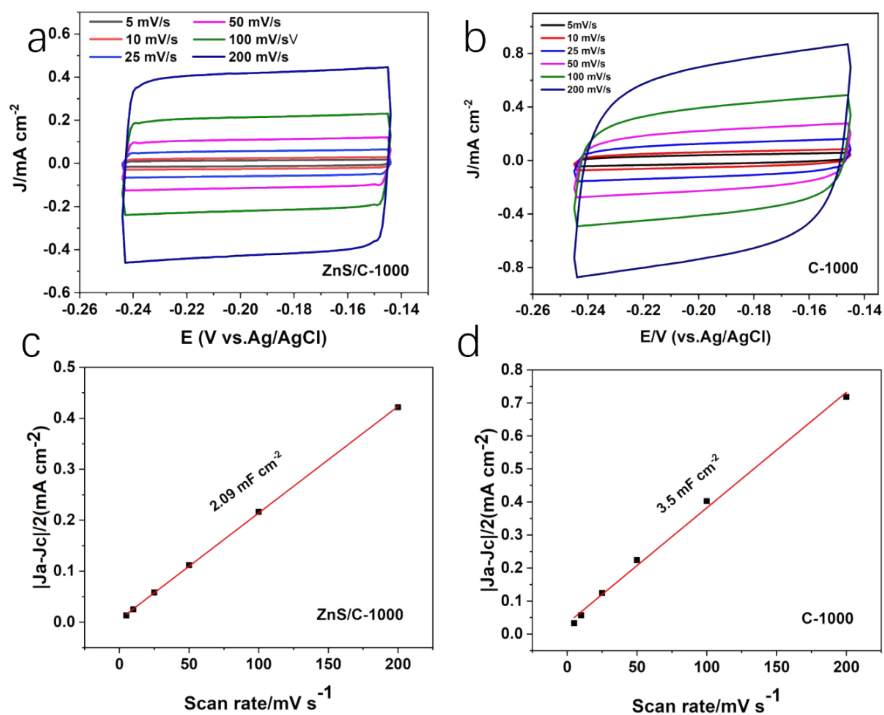 a
5 mV/s
10 mV/s
25 mV/s
50 mV/s
100 mV/sV
200 mV/s
J/mA cm-2
0.6
0.4
0.2
0.0
-0.2
-0.4
-0.6
ZnS/C-1000
-0.26 -0.24 -0.22 -0.20 -0.18 -0.16 -0.14
E (V vs.Ag/AgCl)
b
5mV/s
10 mV/s
25 mV/s
50 mV/s
100 mV/s
200 mV/s
J/mA cm-2
0.8
0.4
0.0
-0.4
-0.8
C-1000
-0.26 -0.24 -0.22 -0.20 -0.18 -0.16 -0.14
E/V (vs.Ag/AgCl)
c
|Ja-Jc|/2(mA cm-2)
0.5
0.4
0.3
0.2
0.1
0.0
2.09 mF cm-2
ZnS/C-1000
0 50 100 150 200
Scan rate/mV s-1
d
|Ja-Jc|/2(mA cm-2)
0.8
0.7
0.6
0.5
0.4
0.3
0.2
0.1
0.0
3.5 mF cm-2
C-1000
0 50 100 150 200
Scan rate/mV s-1